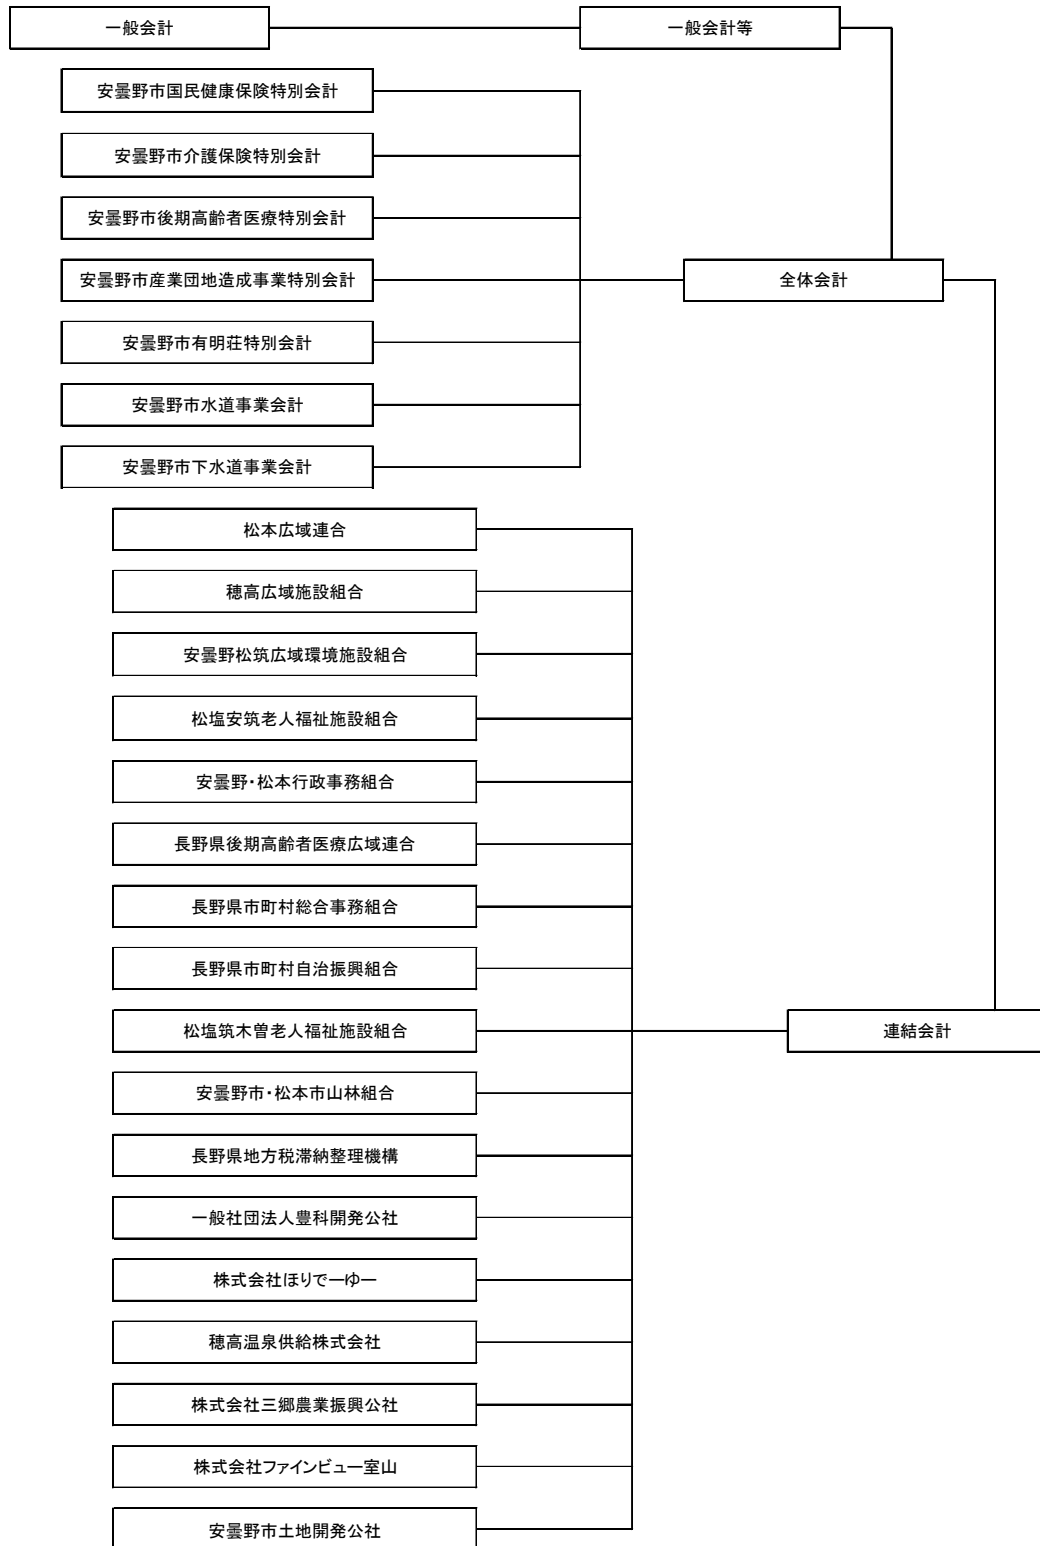 一般会計
一般会計等
安曇野市国民健康保険特別会計
安曇野市介護保険特別会計
安曇野市後期高齢者医療特別会計
安曇野市産業団地造成事業特別会計
全体会計
安曇野市有明荘特別会計
安曇野市水道事業会計
安曇野市下水道事業会計
松本広域連合
穂高広域施設組合
安曇野松筑広域環境施設組合
松塩安筑老人福祉施設組合
安曇野・松本行政事務組合
長野県後期高齢者医療広域連合
長野県市町村総合事務組合
長野県市町村自治振興組合
松塩筑木曽老人福祉施設組合
連結会計
安曇野市・松本市山林組合
長野県地方税滞納整理機構
一般社団法人豊科開発公社
株式会社ほりでーゆー
穂高温泉供給株式会社
株式会社三郷農業振興公社
株式会社ファインビュー室山
安曇野市土地開発公社